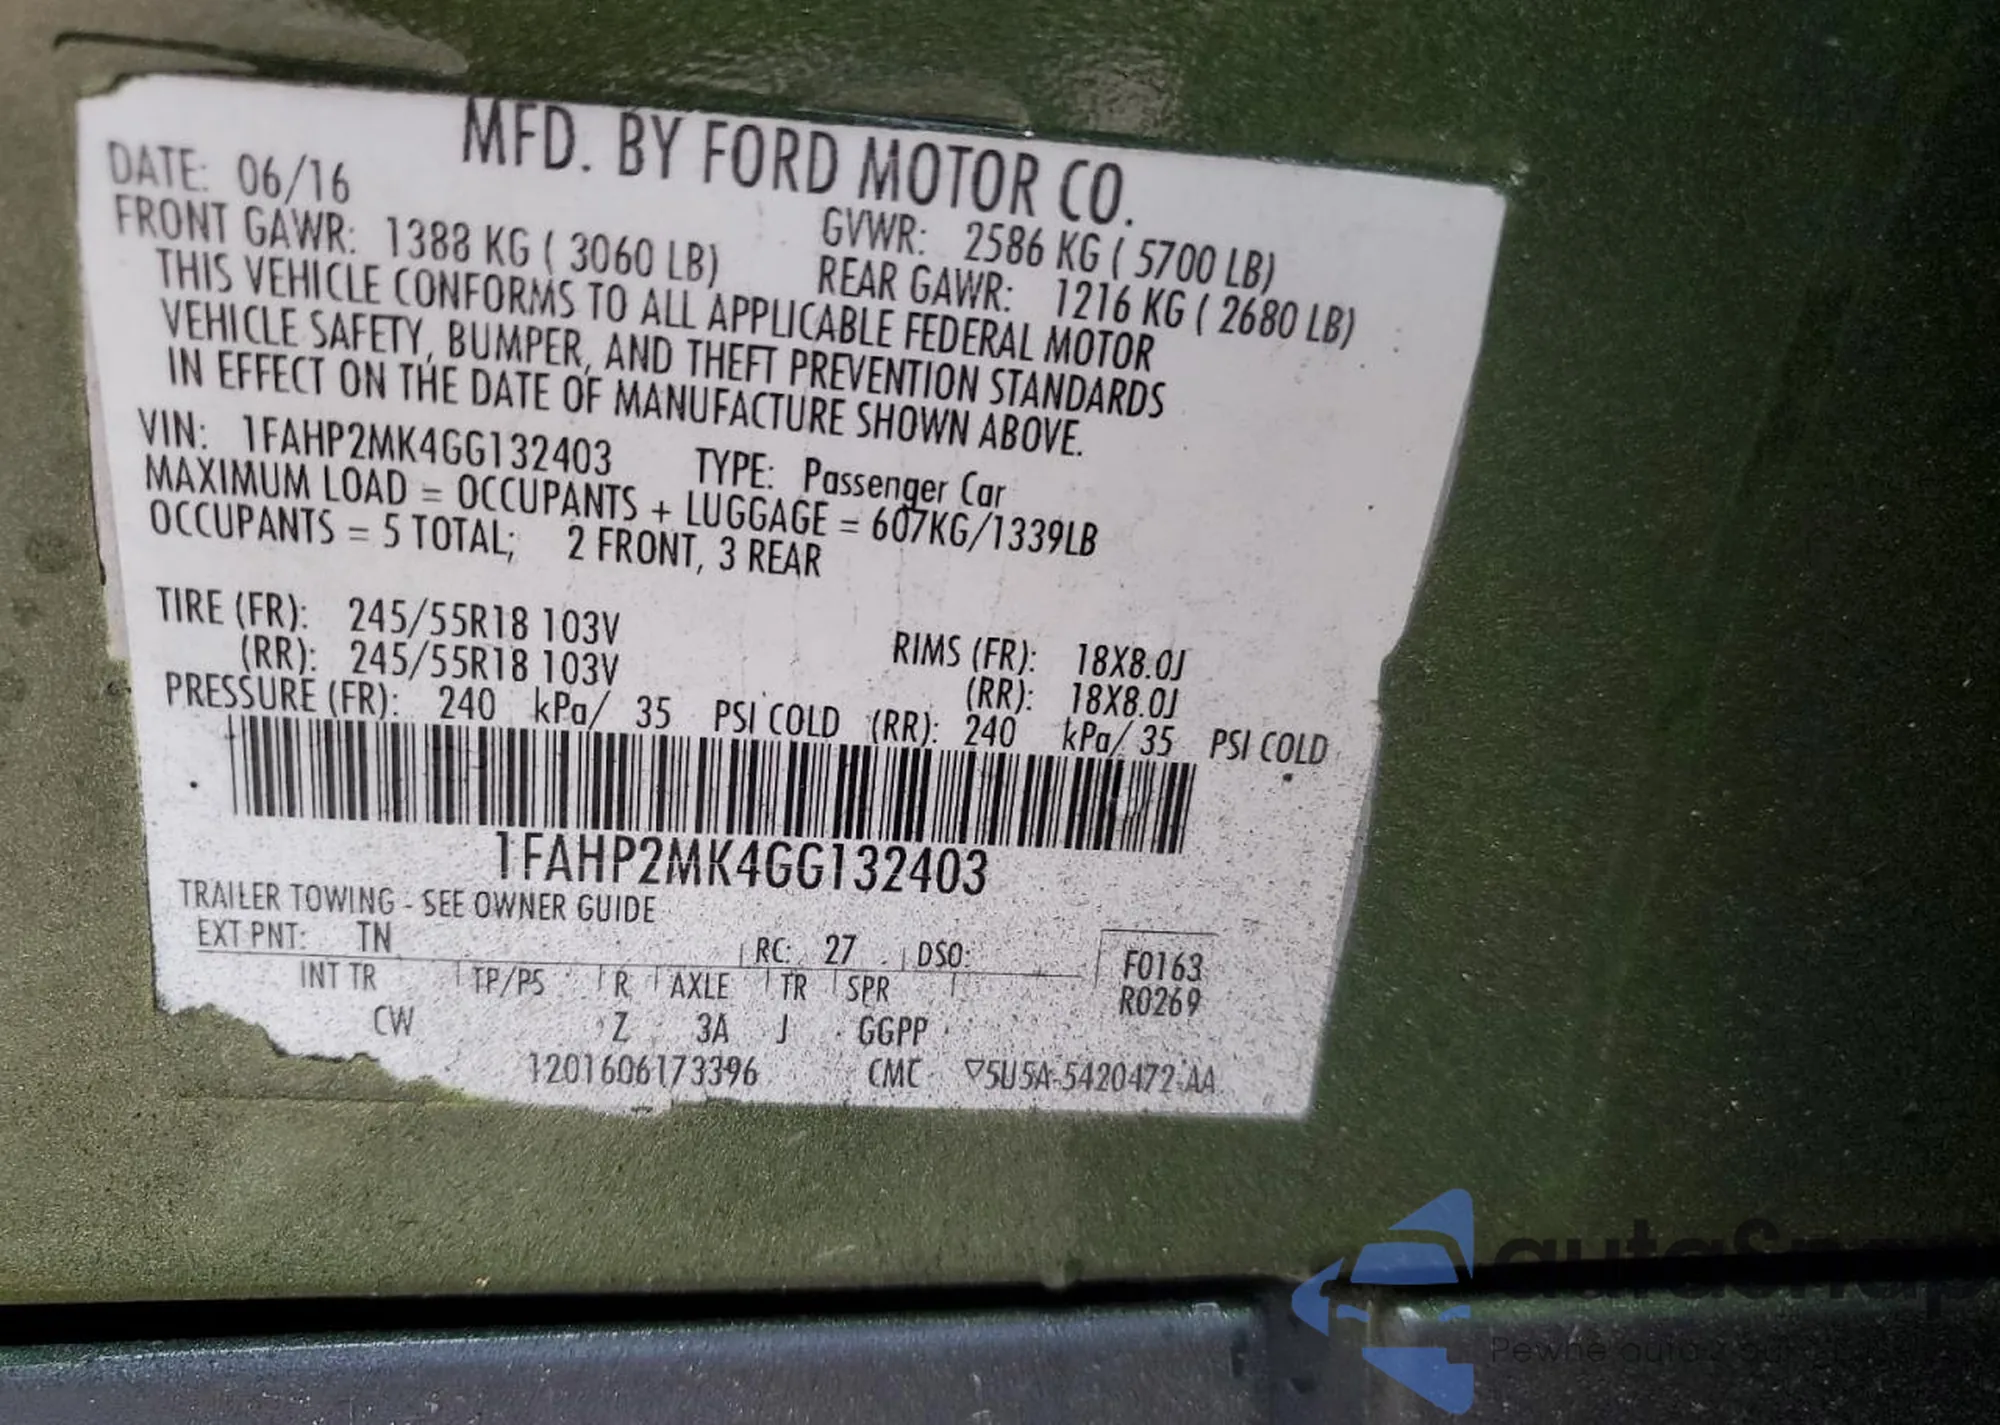 MFD. BY FORD MOTOR CO.
DATE: 06/16
GVWR: 2586 KG ( 5700 LB)
FRONT GAWR: 1388 KG ( 3060 LB) REAR GAWR: 1216 KG ( 2680 LB)
THIS VEHICLE CONFORMS TO ALL APPLICABLE FEDERAL MOTOR
VEHICLE SAFETY, BUMPER, AND THEFT PREVENTION STANDARDS
IN EFFECT ON THE DATE OF MANUFACTURE SHOWN ABOVE.
VIN: 1FAHP2MK4GG132403 TYPE: Passenger Car
MAXIMUM LOAD = OCCUPANTS + LUGGAGE = 607KG/1339LB
OCCUPANTS = 5 TOTAL; 2 FRONT, 3 REAR
TIRE (FR): 245/55R18 103V RIMS (FR): 18X8.0J
(RR): 245/55R18 103V (RR): 18X8.0J
PRESSURE (FR): 240 kPa/ 35 PSI COLD (RR): 240 kPa/ 35 PSI COLD
1FAHP2MK4GG132403
TRAILER TOWING - SEE OWNER GUIDE
EXT PNT: TN RC: 27 DSO: F0163
INT TR TP/PS R AXLE TR SPR R0269
CW Z 3A J GGPP
1201606173396 CMC ▽5U5A-5420472-AA
autoSnap
Pewne auto z